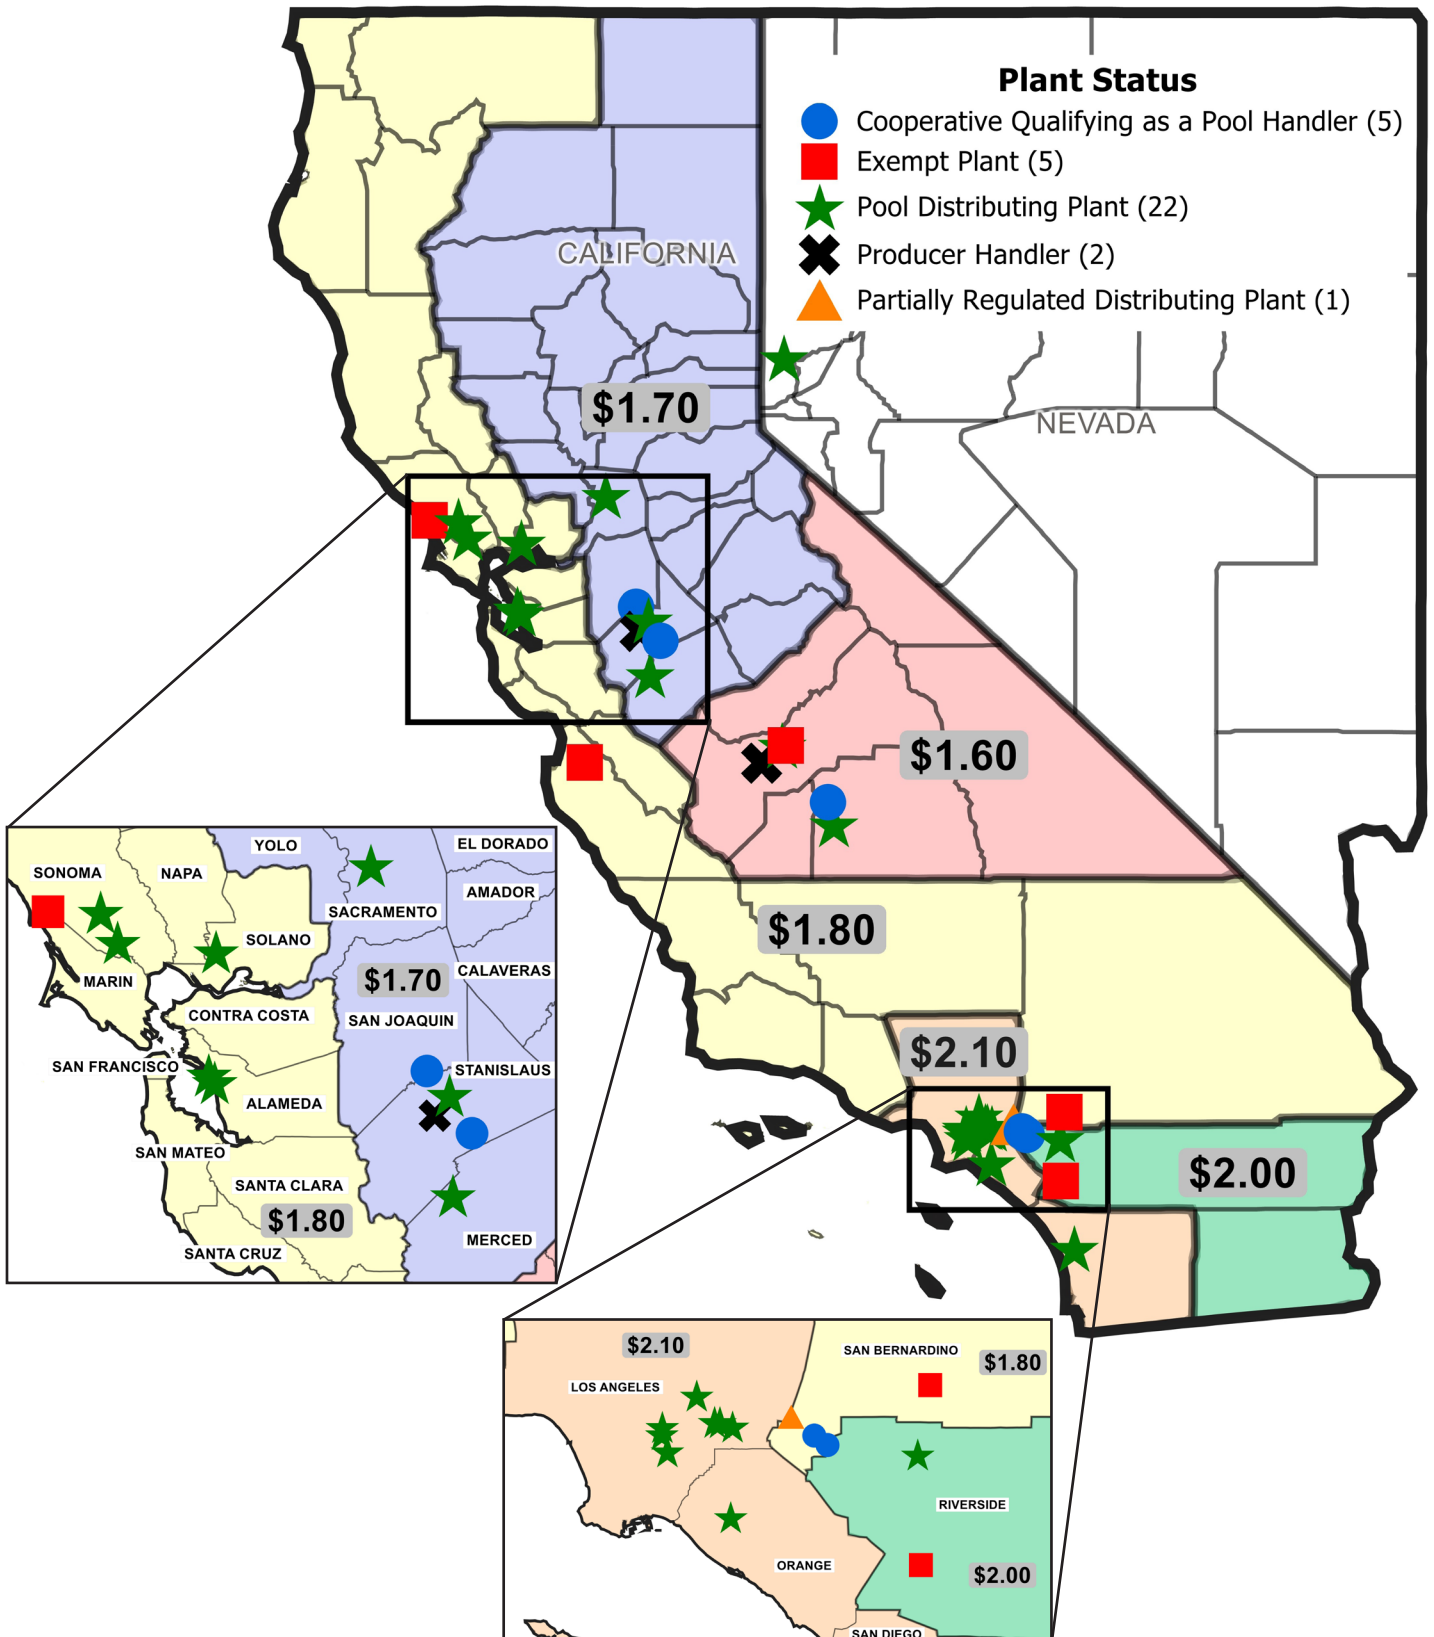 Plant Status
Cooperative Qualifying as a Pool Handler (5)
Exempt Plant (5)
Pool Distributing Plant (22)
Producer Handler (2)
Partially Regulated Distributing Plant (1)
CALIFORNIA
NEVADA
$1.70
$1.60
$1.80
$2.10
$2.00
YOLO
EL DORADO
SONOMA
NAPA
AMADOR
SACRAMENTO
SOLANO
CALAVERAS
$1.70
MARIN
CONTRA COSTA
SAN JOAQUIN
SAN FRANCISCO
STANISLAUS
ALAMEDA
SAN MATEO
SANTA CLARA
$1.80
MERCED
SANTA CRUZ
$2.10
SAN BERNARDINO
$1.80
LOS ANGELES
RIVERSIDE
ORANGE
$2.00
SAN DIEGO